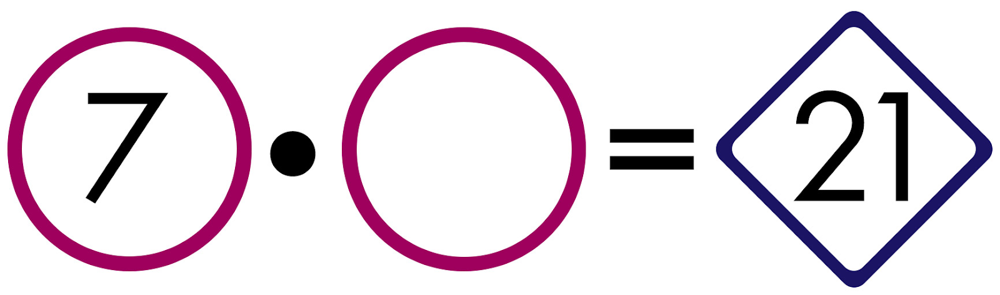 7 • = 21